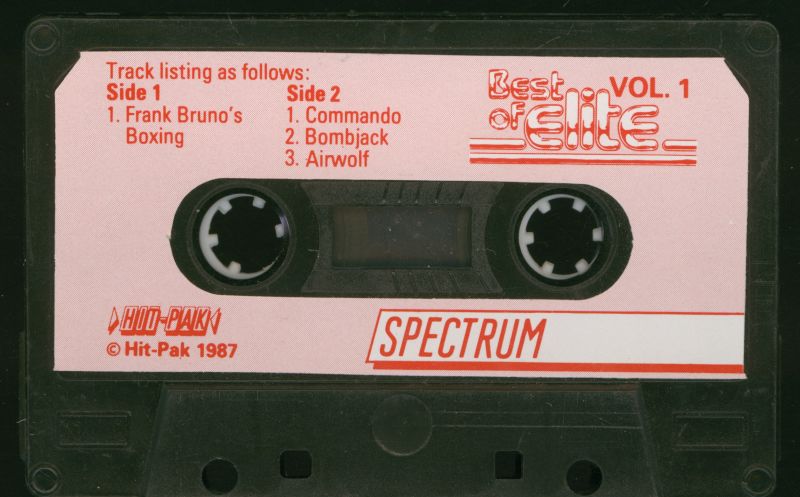 Track listing as follows:
Side 1
1. Frank Bruno's
Boxing
Side 2
1. Commando
2. Bombjack
3. Airwolf
Best
of elite
VOL. 1
HIT-PAK
© Hit-Pak 1987
SPECTRUM